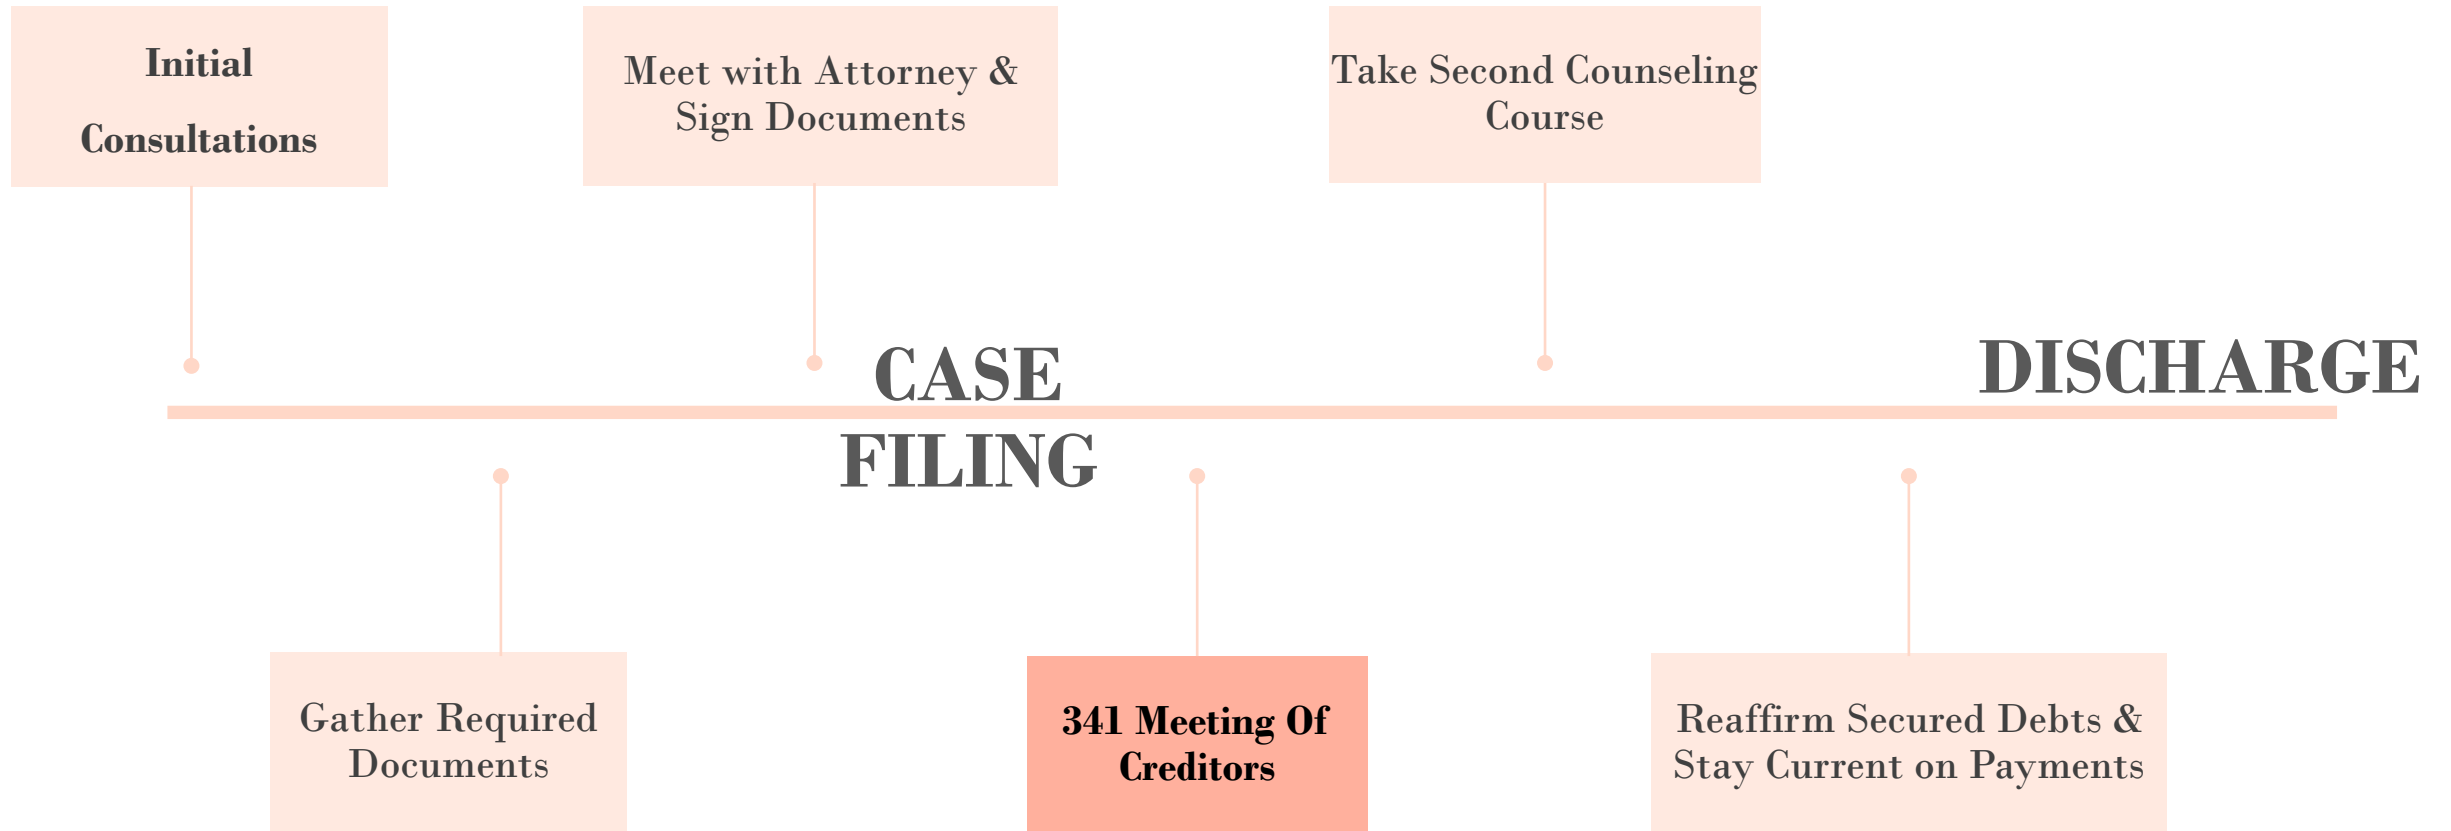 Initial
Consultations
Meet with Attorney &
Sign Documents
Take Second Counseling
Course
CASE
FILING
DISCHARGE
Gather Required
Documents
341 Meeting Of
Creditors
Reaffirm Secured Debts &
Stay Current on Payments